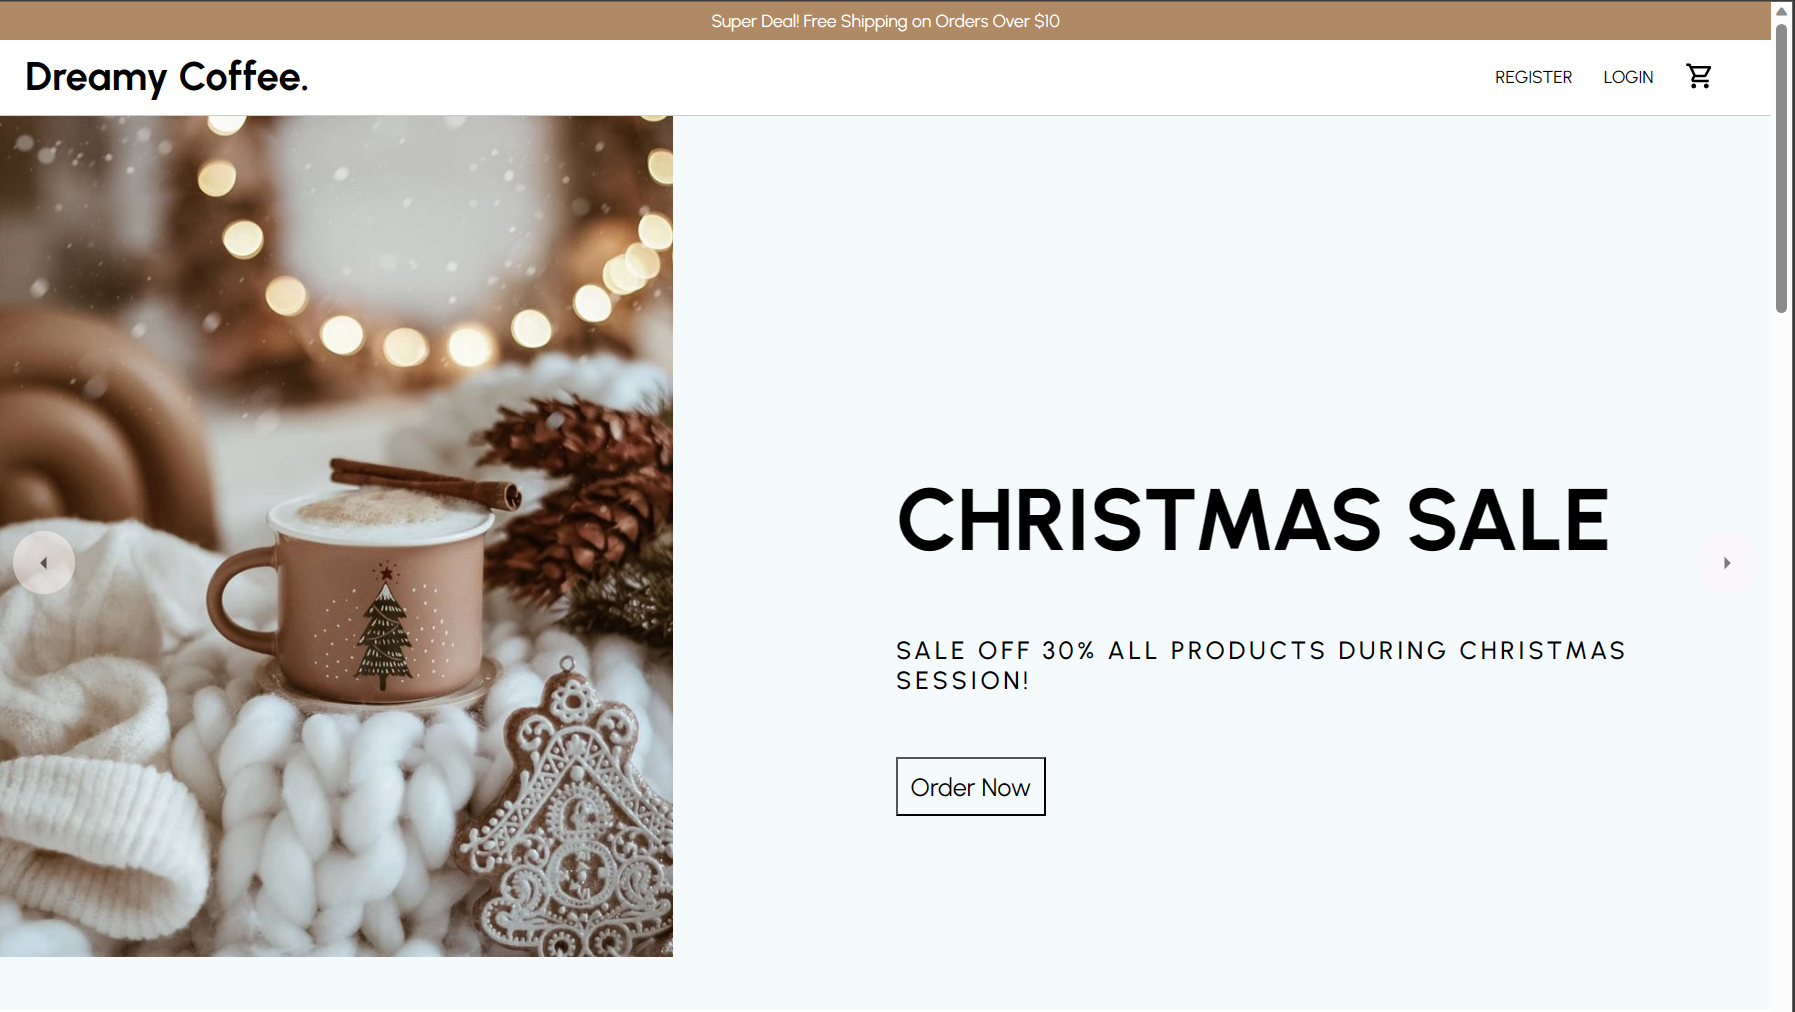 Super Deal! Free Shipping on Orders Over $10
Dreamy Coffee.
REGISTER LOGIN
CHRISTMAS SALE
SALE OFF 30% ALL PRODUCTS DURING CHRISTMAS
SESSION!
Order Now